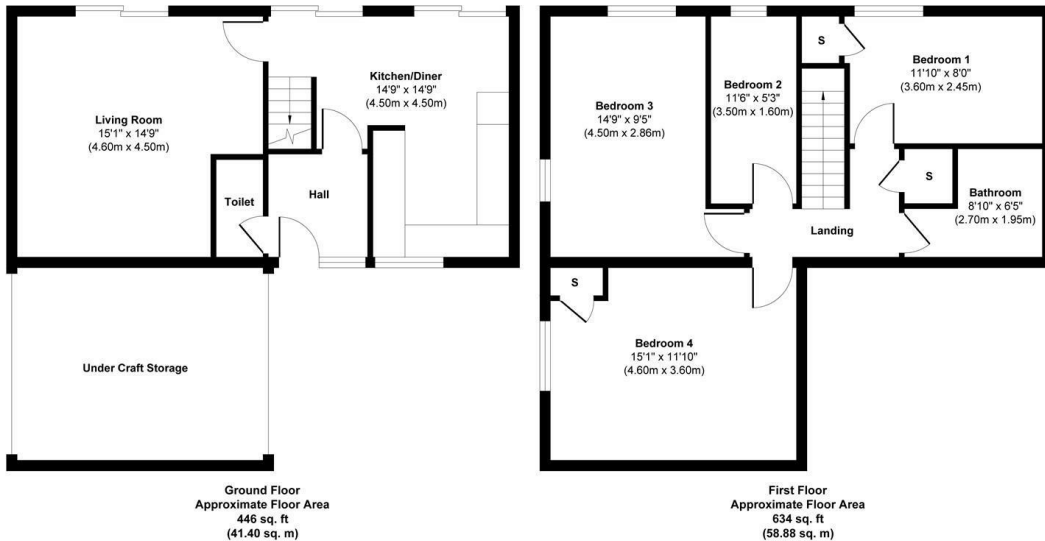 Living Room
15'1" x 14'9"
(4.60m x 4.50m)
Kitchen/Diner
14'9" x 14'9"
(4.50m x 4.50m)
Toilet
Hall
Under Craft Storage
Ground Floor
Approximate Floor Area
446 sq. ft
(41.40 sq. m)
Bedroom 3
14'9" x 9'5"
(4.50m x 2.86m)
Bedroom 2
11'6" x 5'3"
(3.50m x 1.60m)
S
Bedroom 1
11'10" x 8'0"
(3.60m x 2.45m)
S
Bathroom
8'10" x 6'5"
(2.70m x 1.95m)
Landing
S
Bedroom 4
15'1" x 11'10"
(4.60m x 3.60m)
First Floor
Approximate Floor Area
634 sq. ft
(58.88 sq. m)